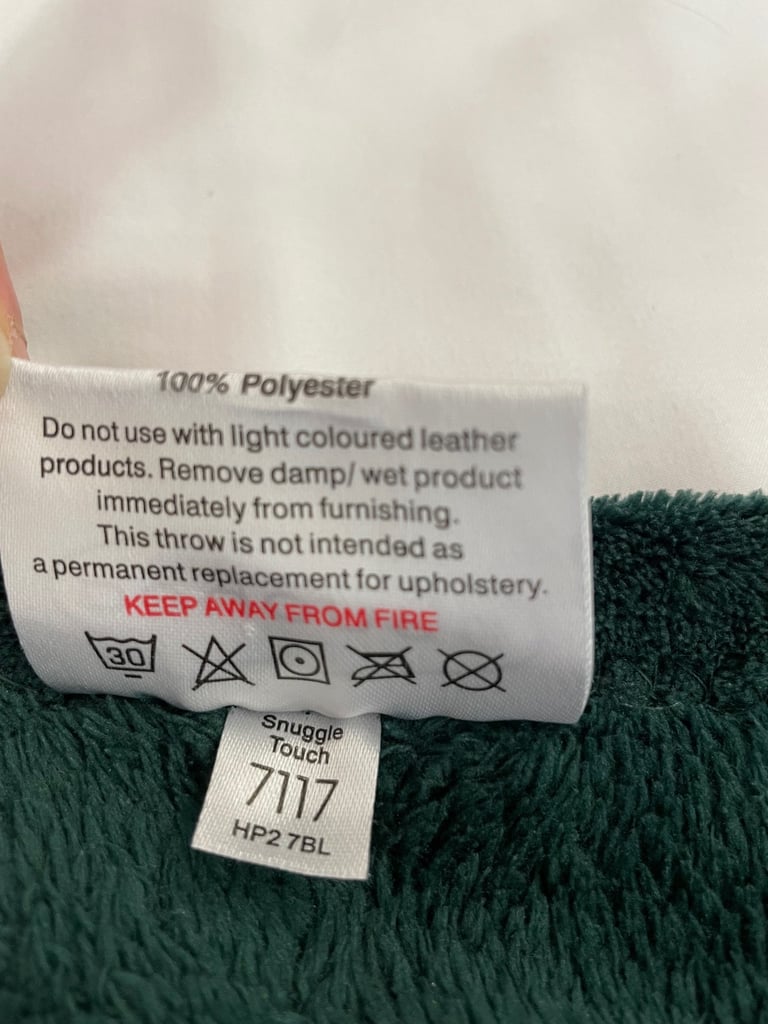 100% Polyester
Do not use with light coloured leather
products. Remove damp/ wet product
immediately from furnishing.
This throw is not intended as
a permanent replacement for upholstery.
KEEP AWAY FROM FIRE
30
Snuggle
Touch
7117
HP2 7BL